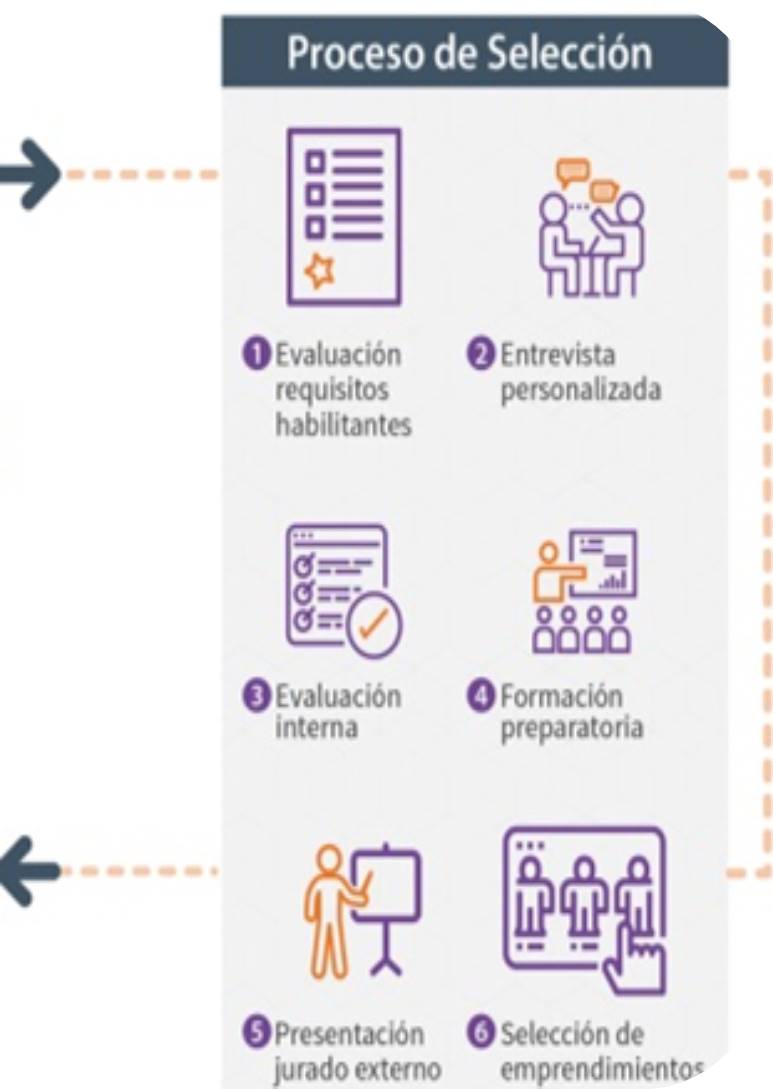 Proceso de Selección
1 Evaluación
requisitos
habilitantes
2 Entrevista
personalizada
3 Evaluación
interna
4 Formación
preparatoria
5 Presentación
jurado externo
6 Selección de
emprendimientos